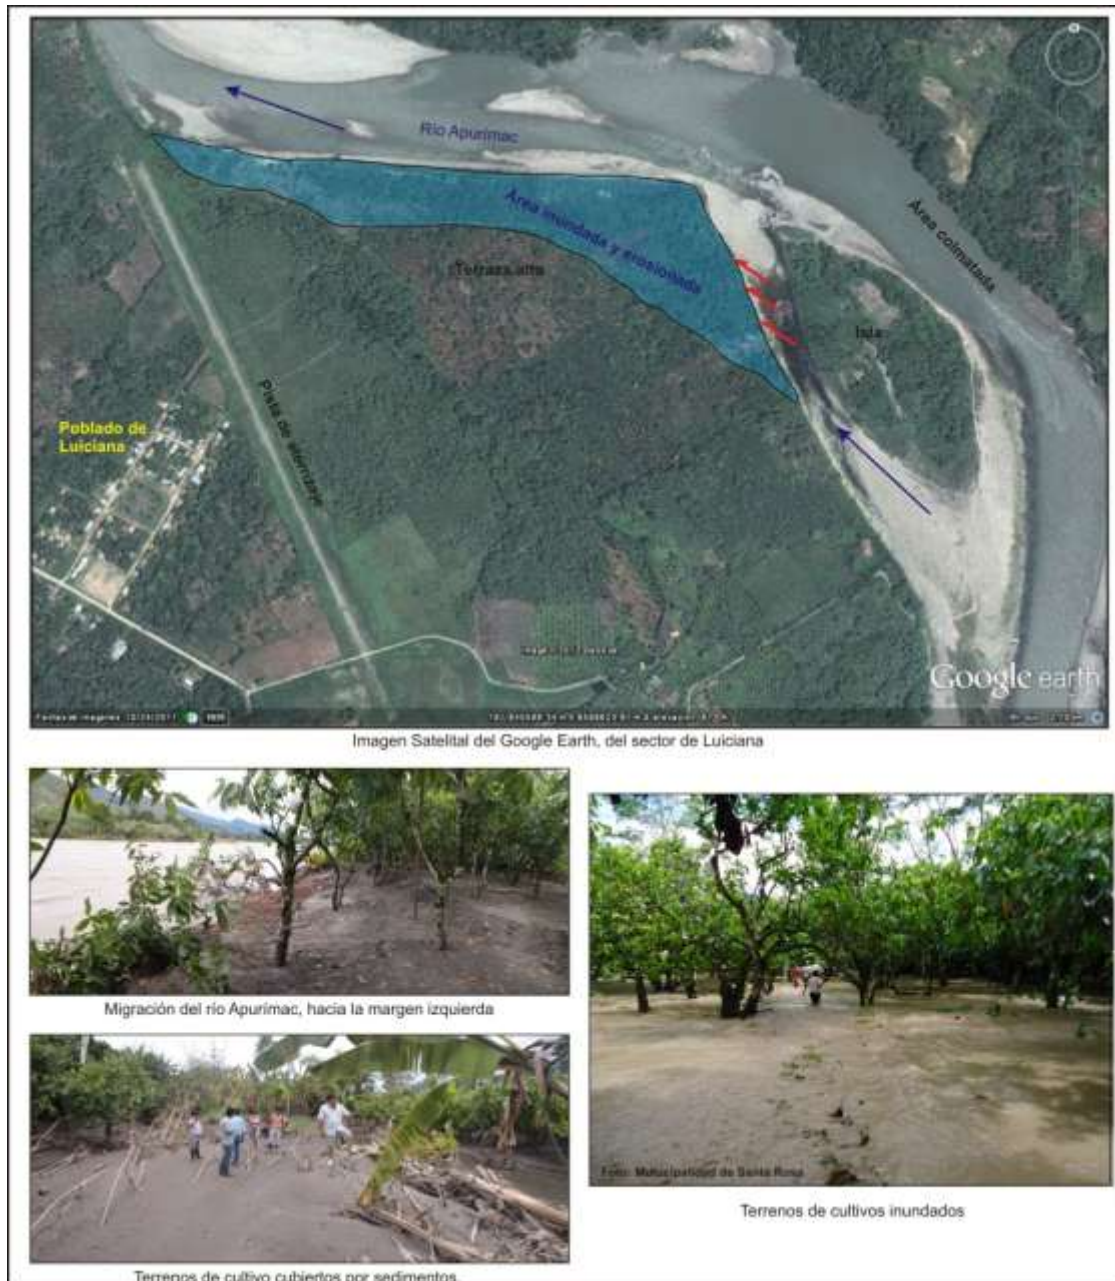 Río Apurimac
Area colmatada
Area inundada y erosionada
Terraza alta
Isla
Poblado de
Luiciana
Pista de aterrizaje
Google earth
Imagen Satelital del Google Earth, del sector de Luiciana
Migración del río Apurimac, hacia la margen izquierda
Foto: Municipalidad de Santa Rosa
Terrenos de cultivos inundados
Terrenos de cultivo cubiertos por sedimentos.